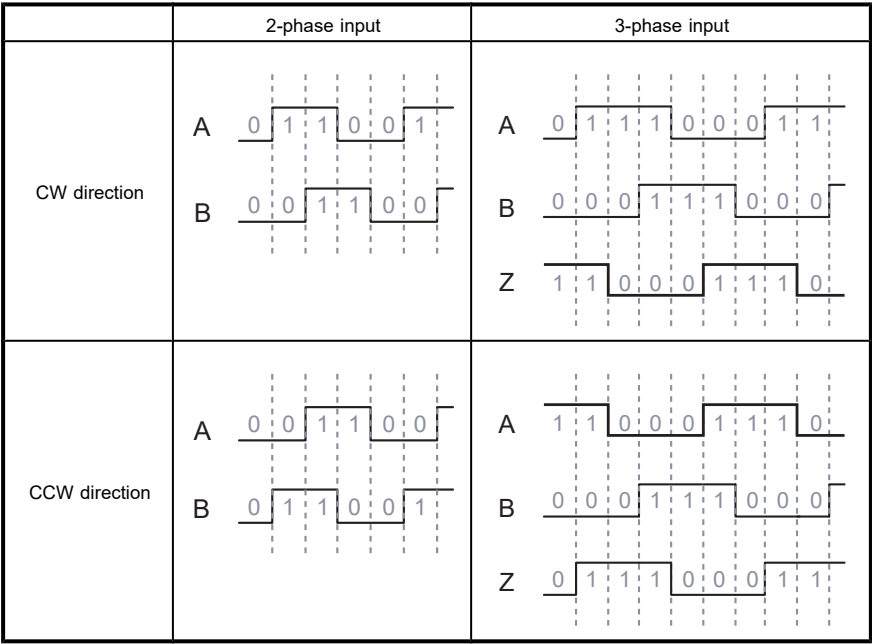 2-phase input 3-phase input
CW direction
A 0 1 1 0 0 1
B 0 0 1 1 0 0
A 0 1 1 1 0 0 0 1 1
B 0 0 0 1 1 1 0 0 0
Z 1 1 0 0 0 1 1 1 0
CCW direction
A 0 0 1 1 0 0
B 0 1 1 0 0 1
A 1 1 0 0 0 1 1 1 0
B 0 0 0 1 1 1 0 0 0
Z 0 1 1 1 0 0 0 1 1